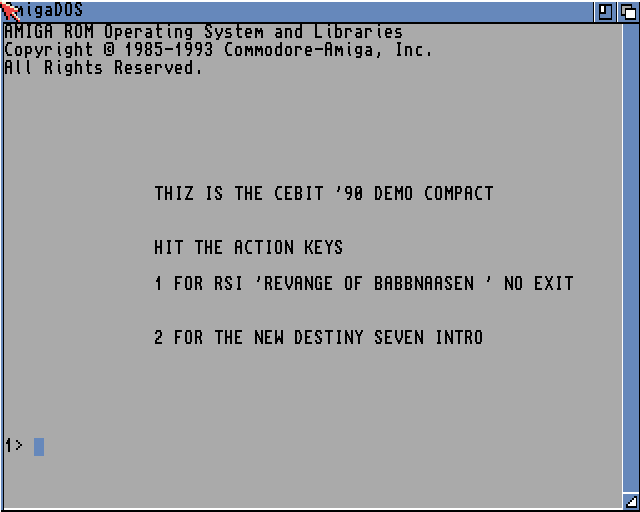 AmigaDOS
AMIGA ROM Operating System and Libraries
Copyright © 1985-1993 Commodore-Amiga, Inc.
All Rights Reserved.
THIZ IS THE CEBIT '90 DEMO COMPACT
HIT THE ACTION KEYS
1 FOR RSI 'REVANGE OF BABBNAASEN ' NO EXIT
2 FOR THE NEW DESTINY SEVEN INTRO
1>